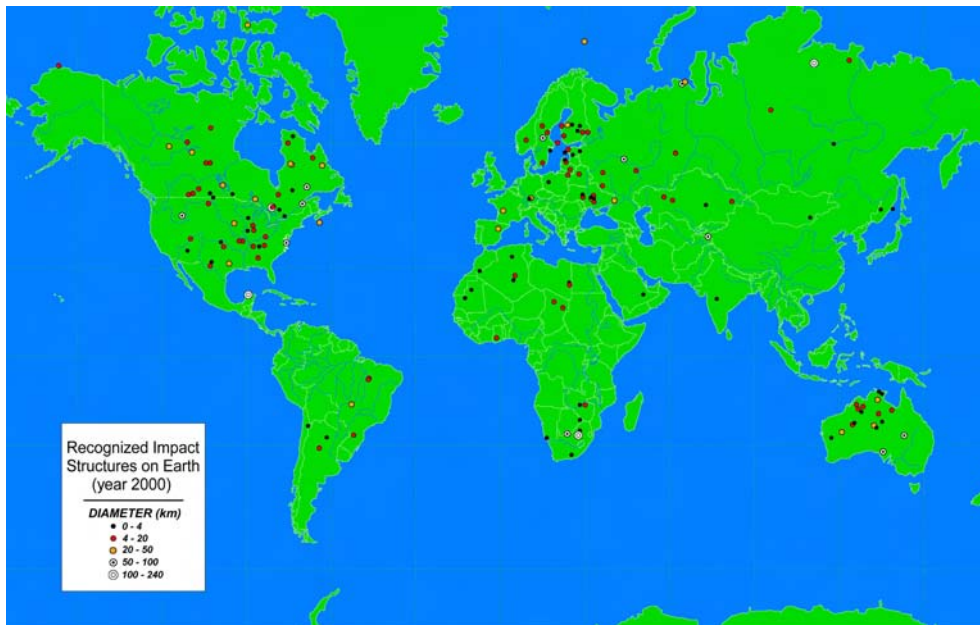 Recognized Impact
Structures on Earth
(year 2000)
DIAMETER (km)
0 - 4
4 - 20
20 - 50
50 - 100
100 - 240